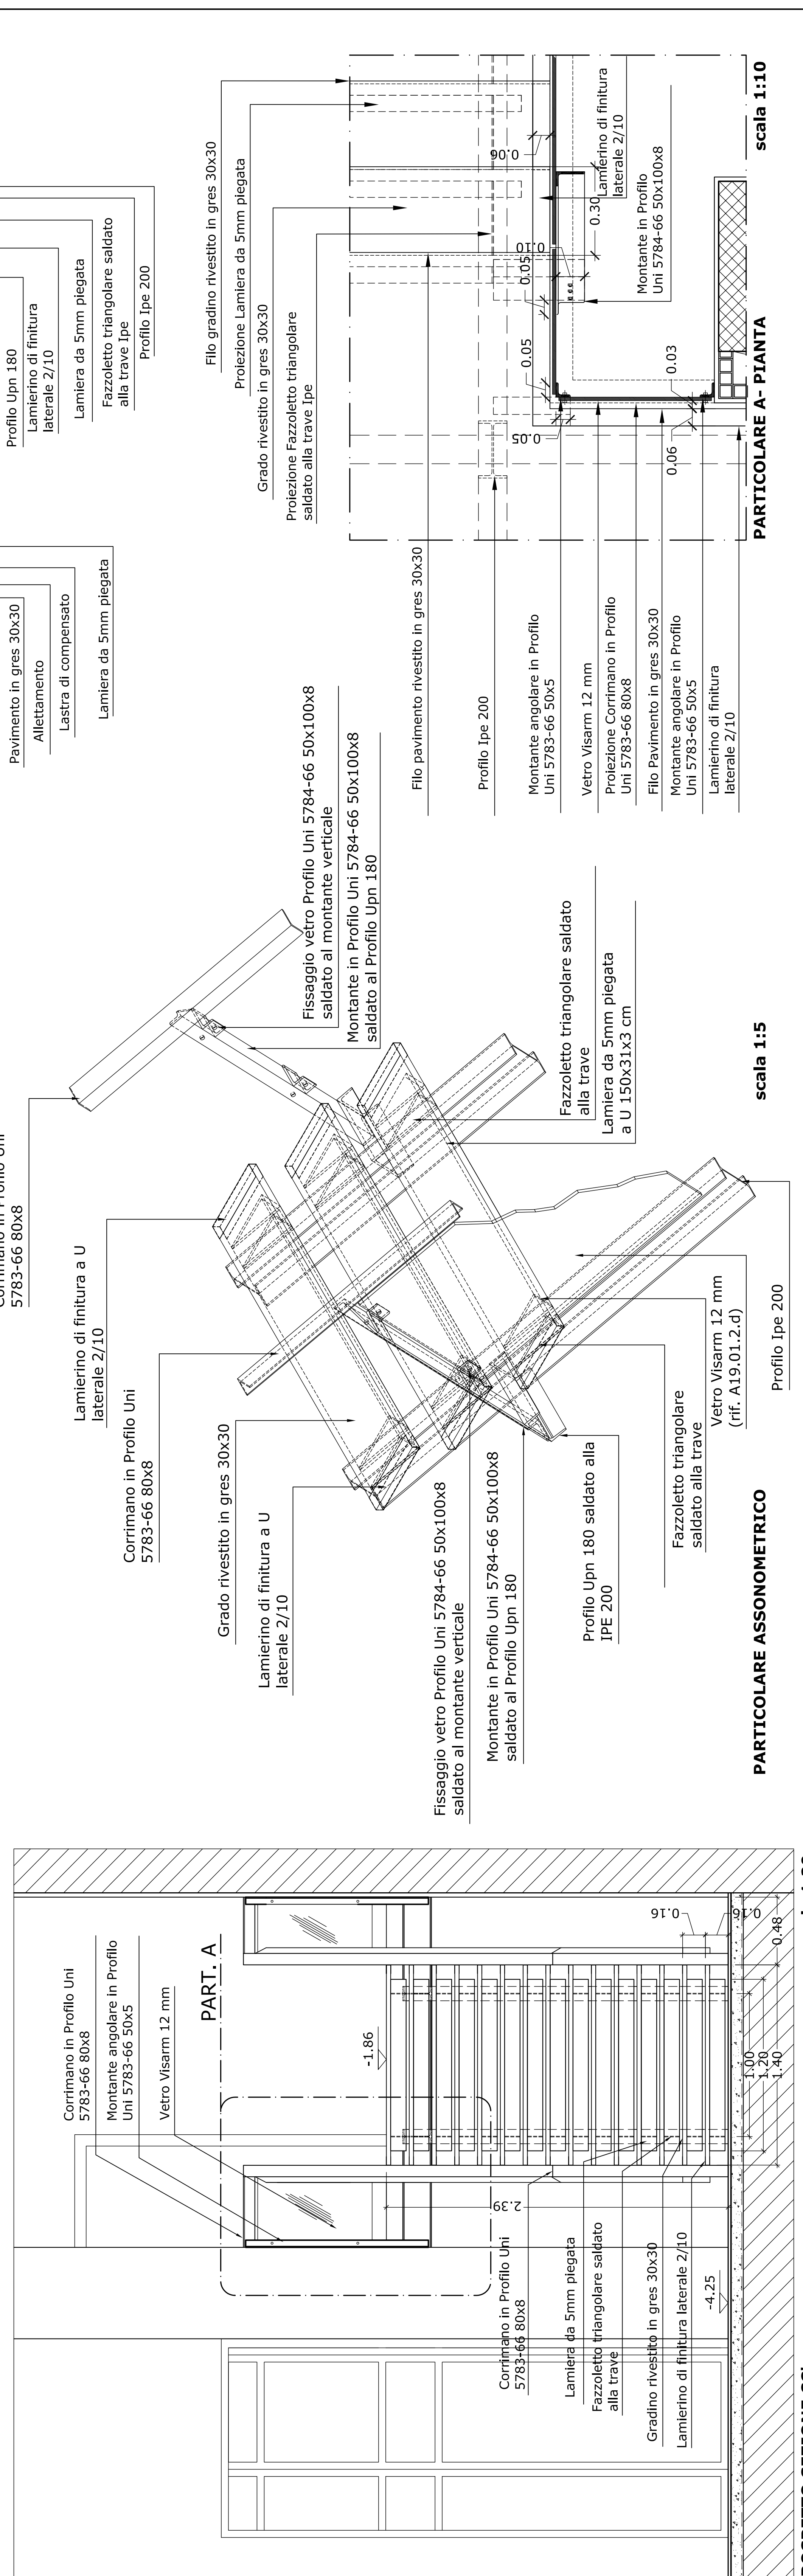 Profilo Upn 180
Lamierino di finitura
laterale 2/10
Lamiera da 5mm piegata
Fazzoletto triangolare saldato
alla trave Ipe
Profilo Ipe 200
Pavimento in gres 30x30
Allettamento
Lastra di compensato
Lamiera da 5mm piegata
Filo gradino rivestito in gres 30x30
Proiezione Lamiera da 5mm piegata
Grado rivestito in gres 30x30
Proiezione Fazzoletto triangolare
saldato alla trave Ipe
Filo pavimento rivestito in gres 30x30
Profilo Ipe 200
Montante angolare in Profilo
Uni 5783-66 50x5
Vetro Visarm 12 mm
Proiezione Corrimano in Profilo
Uni 5783-66 80x8
Filo Pavimento in gres 30x30
Montante angolare in Profilo
Uni 5783-66 50x5
Lamierino di finitura
laterale 2/10
Lamierino di finitura
laterale 2/10
Montante in Profilo
Uni 5784-66 50x100x8
0.06
0.30
0.10
0.05
0.05
0.05
0.03
0.06
PARTICOLARE A- PIANTA
scala 1:10
Corrimano in Profilo Uni
5783-66 80x8
Lamierino di finitura a U
laterale 2/10
Corrimano in Profilo Uni
5783-66 80x8
Grado rivestito in gres 30x30
Lamierino di finitura a U
laterale 2/10
Fissaggio vetro Profilo Uni 5784-66 50x100x8
saldato al montante verticale
Montante in Profilo Uni 5784-66 50x100x8
saldato al Profilo Upn 180
Fissaggio vetro Profilo Uni 5784-66 50x100x8
saldato al montante verticale
Montante in Profilo Uni 5784-66 50x100x8
saldato al Profilo Upn 180
Fazzoletto triangolare saldato
alla trave
Lamiera da 5mm piegata
a U 150x31x3 cm
Profilo Upn 180 saldato alla
IPE 200
Fazzoletto triangolare
saldato alla trave
Vetro Visarm 12 mm
(rif. A19.01.2.d)
Profilo Ipe 200
PARTICOLARE ASSONOMETRICO
scala 1:5
Corrimano in Profilo Uni
5783-66 80x8
Montante angolare in Profilo
Uni 5783-66 50x5
Vetro Visarm 12 mm
PART. A
-1.86
2.39
0.16
0.16
0.48
1.00
1.20
1.40
-4.25
Corrimano in Profilo Uni
5783-66 80x8
Lamiera da 5mm piegata
Fazzoletto triangolare saldato
alla trave
Gradino rivestito in gres 30x30
Lamierino di finitura laterale 2/10